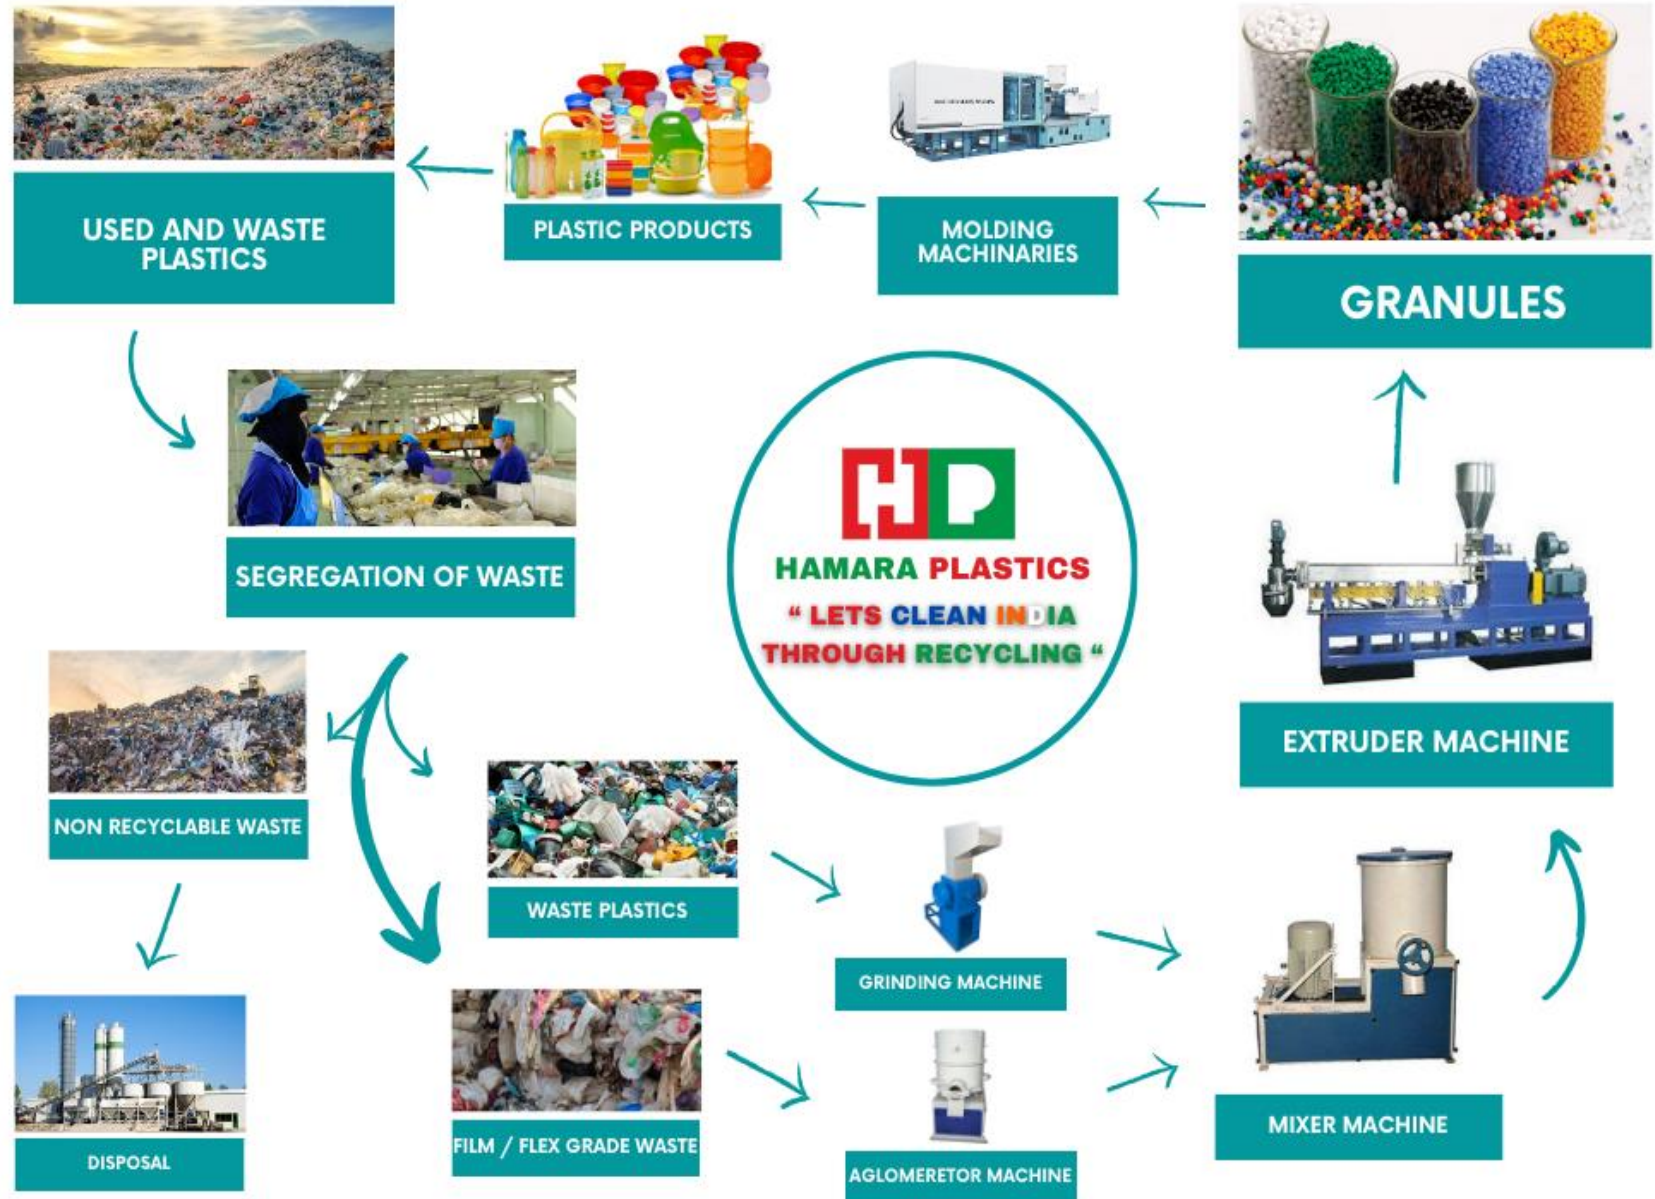 USED AND WASTE
PLASTICS
PLASTIC PRODUCTS
MOLDING
MACHINARIES
GRANULES
SEGREGATION OF WASTE
HP
HAMARA PLASTICS
“ LETS CLEAN INDIA
THROUGH RECYCLING “
EXTRUDER MACHINE
NON RECYCLABLE WASTE
WASTE PLASTICS
GRINDING MACHINE
MIXER MACHINE
DISPOSAL
FILM / FLEX GRADE WASTE
AGLOMERETOR MACHINE